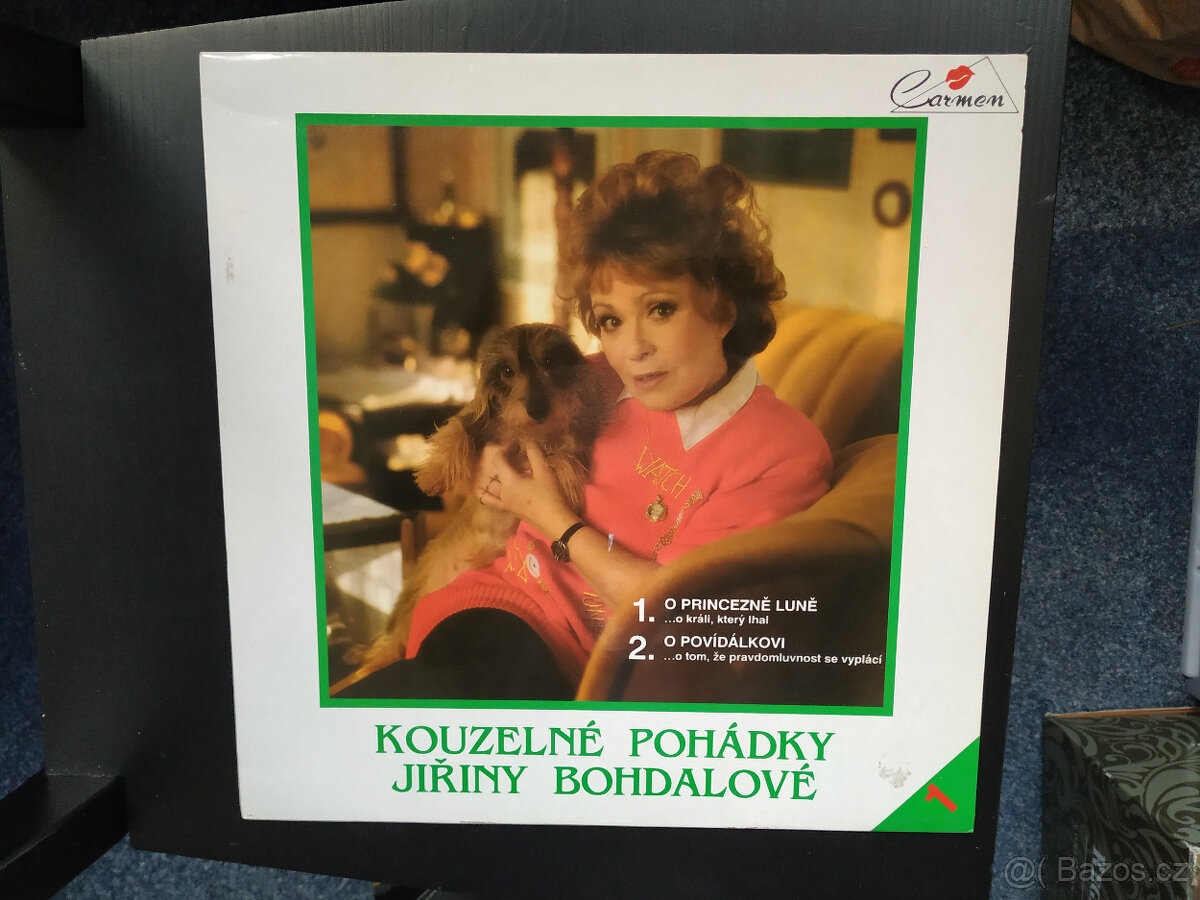 Carmen
WATCH
1. O PRINCEZNĚ LUNĚ
...o králi, který lhal
2. O POVÍDÁLKOVI
...o tom, že pravdomluvnost se vyplácí
KOUZELNÉ POHÁDKY
JIŘINY BOHDALOVÉ
1
@( Bazos.cz